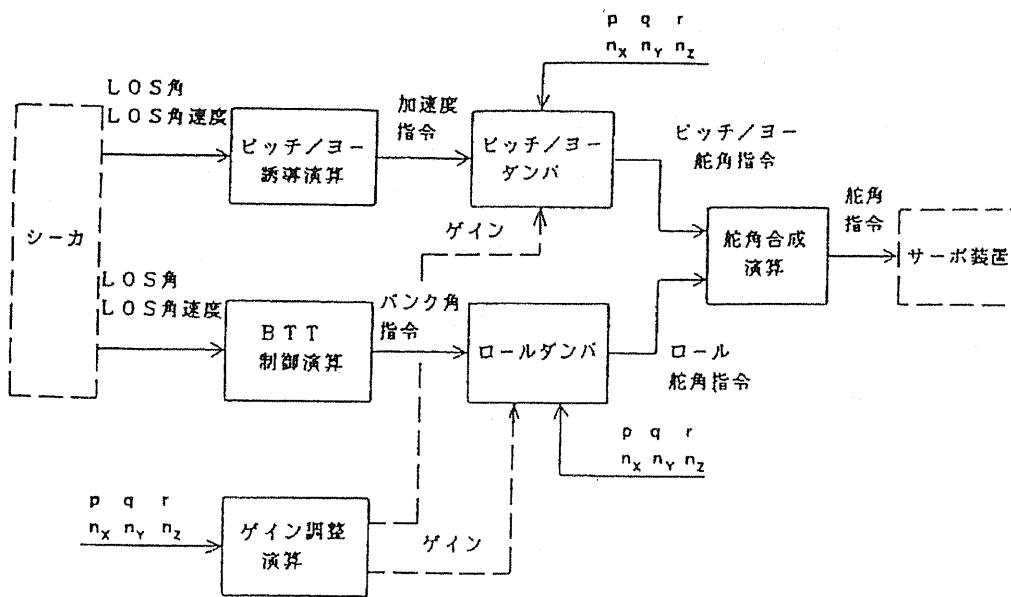 p q r
n_X n_Y n_Z
LOS角
LOS角速度
ピッチ/ヨー
誘導演算
加速度
指令
ピッチ/ヨー
ダンパ
ピッチ/ヨー
舵角指令
シーカ
ゲイン
舵角合成
演算
舵角
指令
サーボ装置
LOS角
LOS角速度
BTT
制御演算
バンク角
指令
ロールダンパ
ロール
舵角指令
p q r
n_X n_Y n_Z
p q r
n_X n_Y n_Z
ゲイン調整
演算
ゲイン